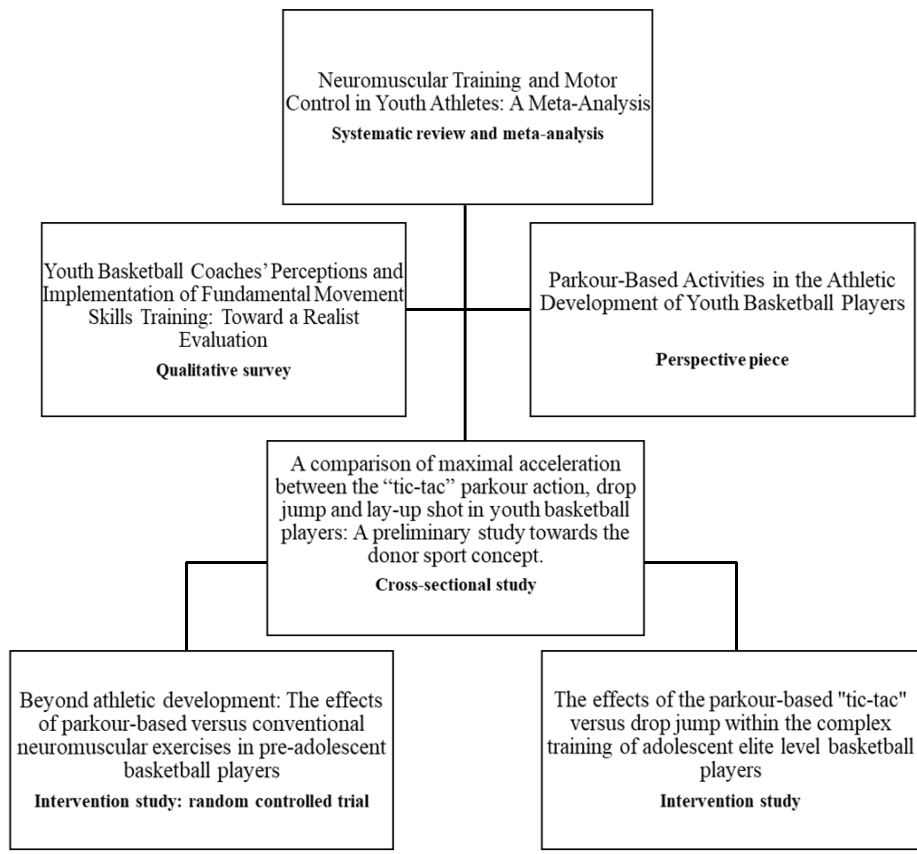 Neuromuscular Training and Motor
Control in Youth Athletes: A Meta-Analysis
Systematic review and meta-analysis
Youth Basketball Coaches’ Perceptions and
Implementation of Fundamental Movement
Skills Training: Toward a Realist
Evaluation
Qualitative survey
Parkour-Based Activities in the Athletic
Development of Youth Basketball Players
Perspective piece
A comparison of maximal acceleration
between the “tic-tac” parkour action, drop
jump and lay-up shot in youth basketball
players: A preliminary study towards the
donor sport concept.
Cross-sectional study
Beyond athletic development: The effects
of parkour-based versus conventional
neuromuscular exercises in pre-adolescent
basketball players
Intervention study: random controlled trial
The effects of the parkour-based "tic-tac"
versus drop jump within the complex
training of adolescent elite level basketball
players
Intervention study